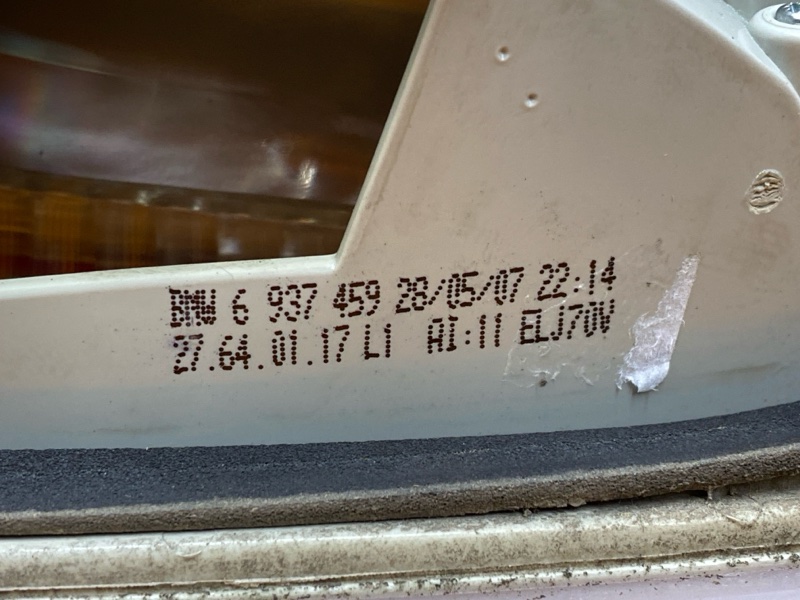 BMW 6 937 459 28/05/07 22:14
27.64.01.17 L1 AI:11 ELJ70V